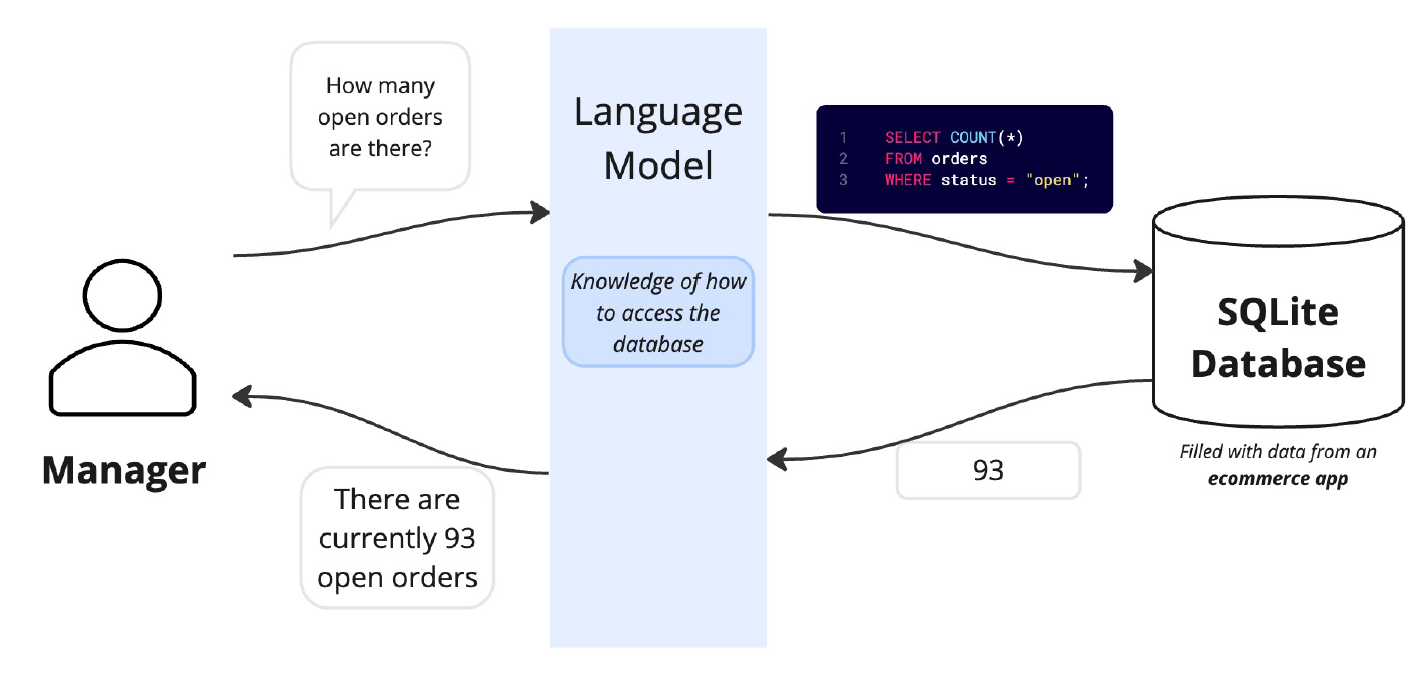 How many
open orders
are there?
Language
Model
1 SELECT COUNT(*)
2 FROM orders
3 WHERE status = "open";
Knowledge of how
to access the
database
SQLite
Database
Filled with data from an
ecommerce app
Manager
93
There are
currently 93
open orders